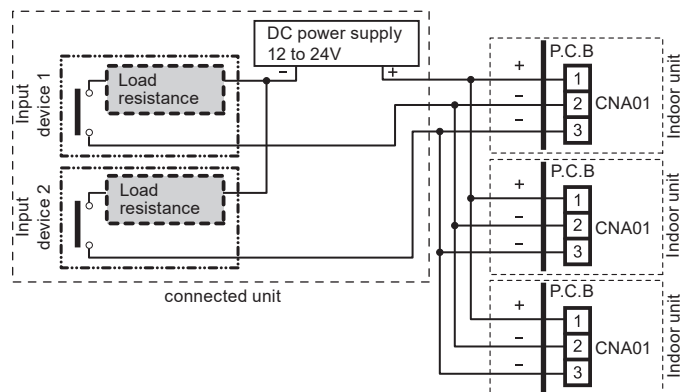 DC power supply
12 to 24V
− +
Input
device 1
Load
resistance
Input
device 2
Load
resistance
connected unit
P.C.B
+ 1
− 2 CNA01
− 3
Indoor unit
P.C.B
+ 1
− 2 CNA01
− 3
Indoor unit
P.C.B
+ 1
− 2 CNA01
− 3
Indoor unit